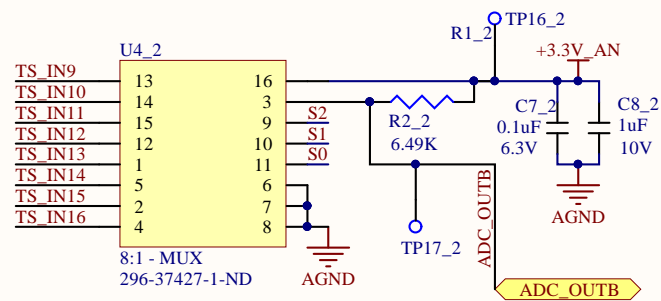 TP16_2
R1_2
U4_2
+3.3V_AN
TS_IN9 13 16
TS_IN10 14 3
TS_IN11 15 9 S2
TS_IN12 12 10 S1
TS_IN13 1 11 S0
TS_IN14 5 6
TS_IN15 2 7
TS_IN16 4 8
R2_2
6.49K
C7_2
0.1uF
6.3V
C8_2
1uF
10V
AGND
ADC_OUTB
TP17_2
8:1 - MUX
296-37427-1-ND
AGND
ADC_OUTB